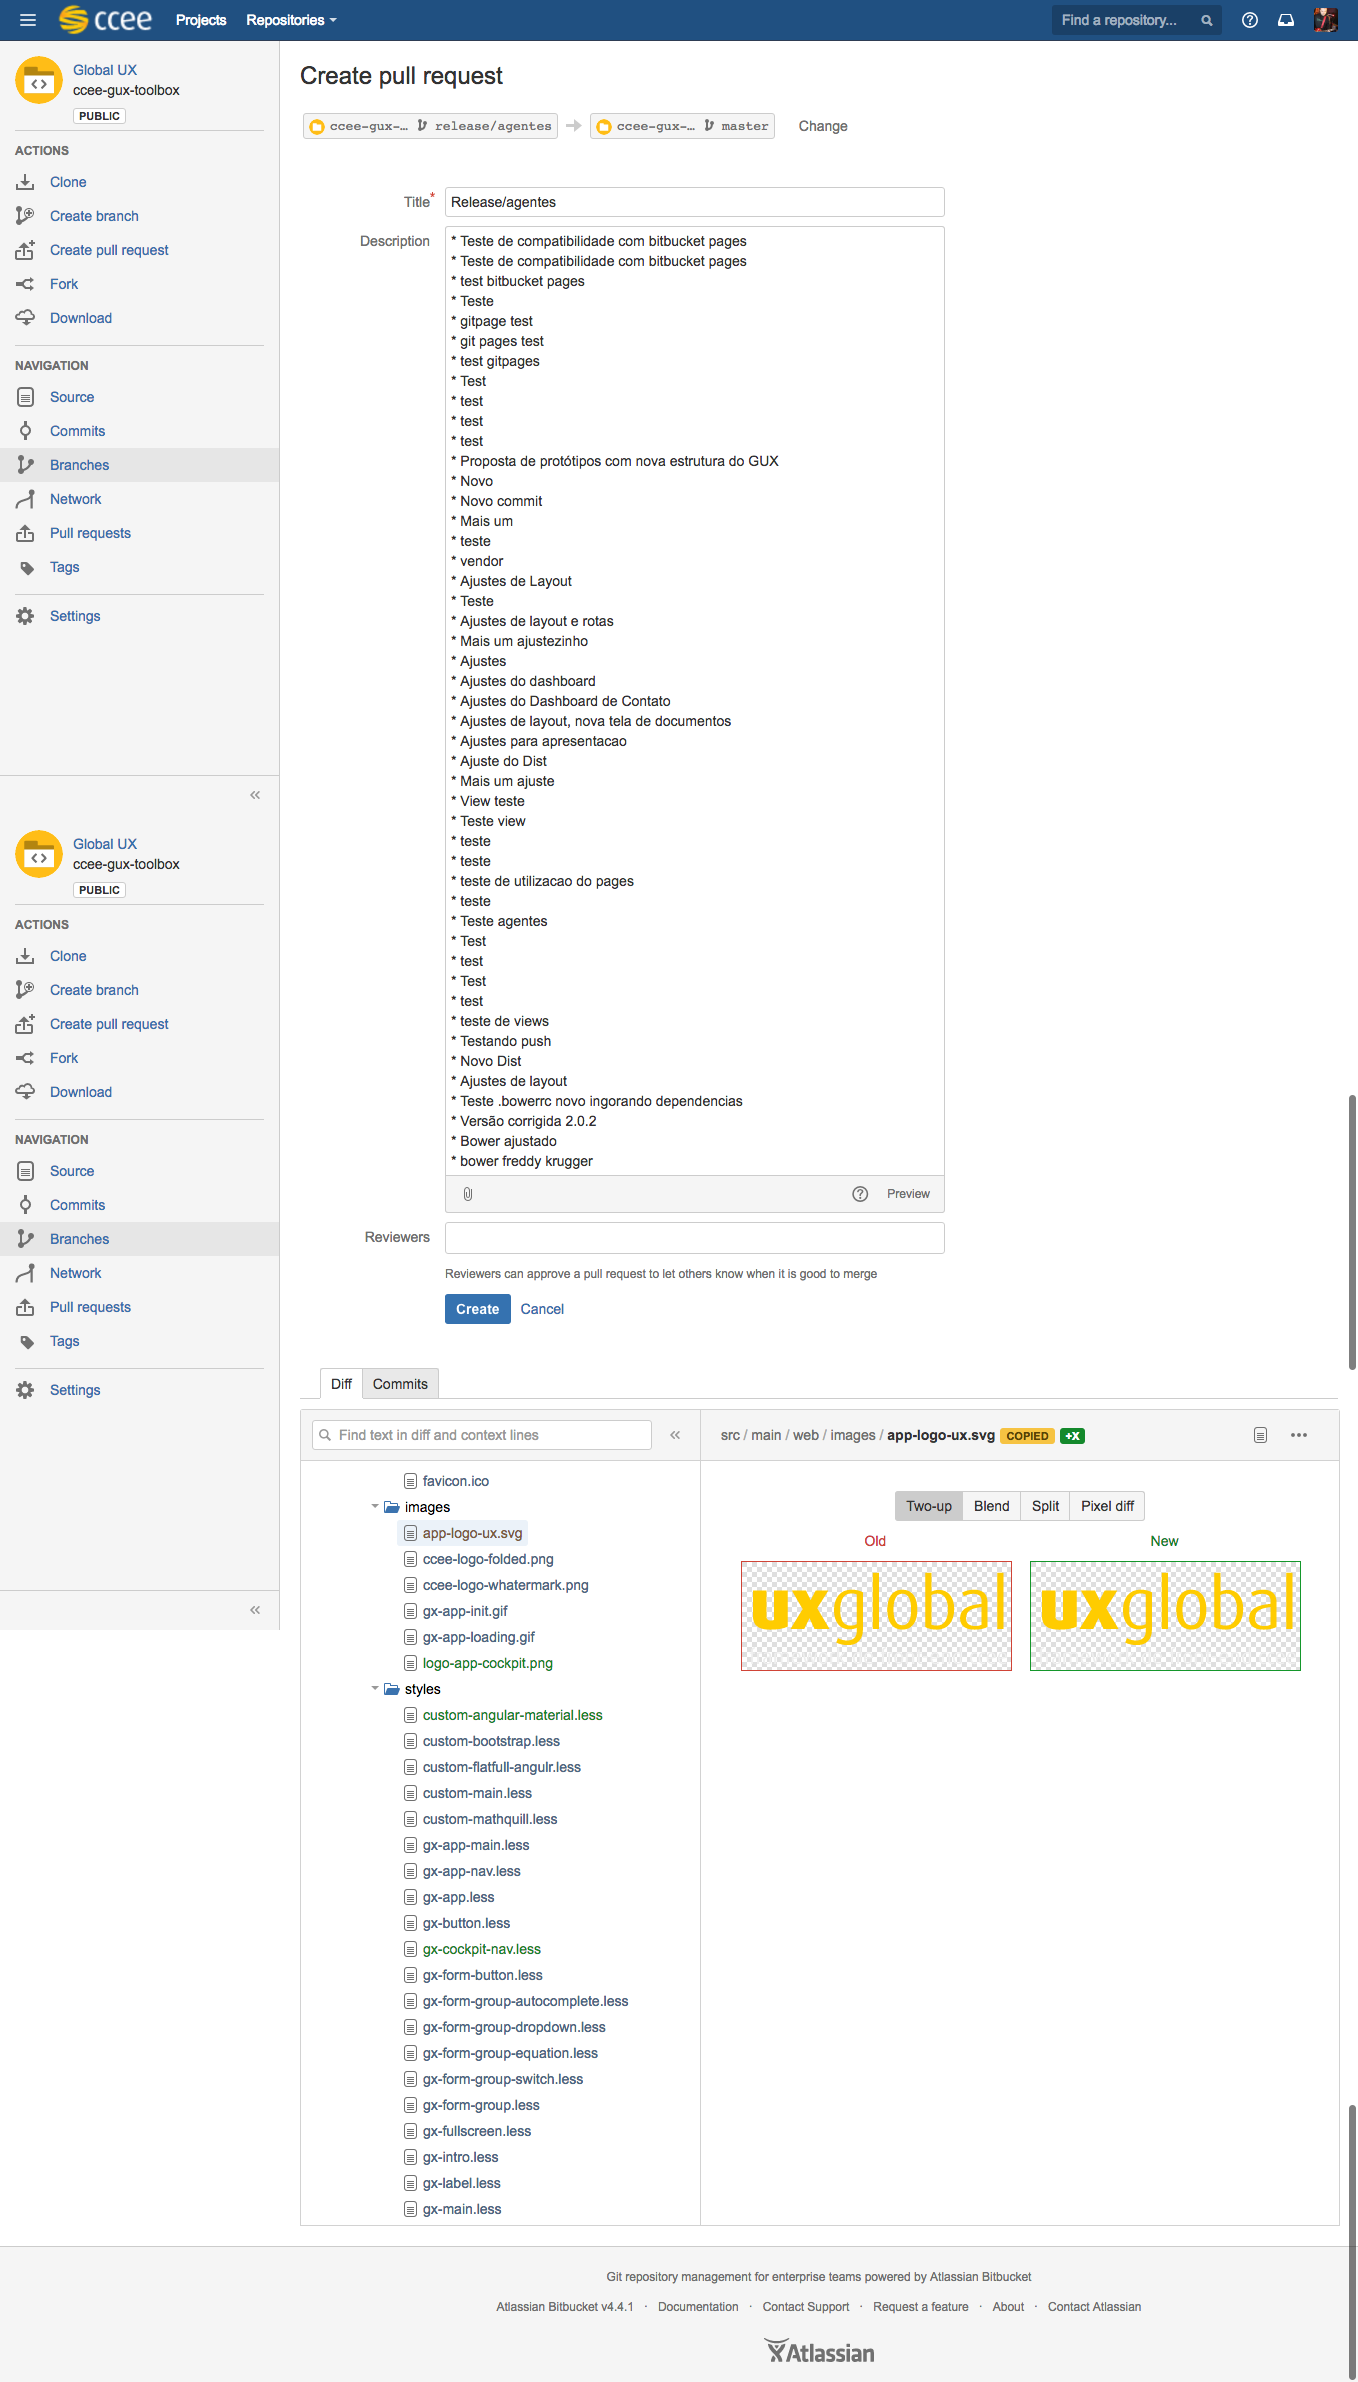 ccee Projects Repositories Find a repository...
Global UX
ccee-gux-toolbox
PUBLIC
ACTIONS
Clone
Create branch
Create pull request
Fork
Download
NAVIGATION
Source
Commits
Branches
Network
Pull requests
Tags
Settings
«
Global UX
ccee-gux-toolbox
PUBLIC
ACTIONS
Clone
Create branch
Create pull request
Fork
Download
NAVIGATION
Source
Commits
Branches
Network
Pull requests
Tags
Settings
«
Create pull request
ccee-gux-... release/agentes ccee-gux-... master Change
Title* Release/agentes
Description
* Teste de compatibilidade com bitbucket pages
* Teste de compatibilidade com bitbucket pages
* test bitbucket pages
* Teste
* gitpage test
* git pages test
* test gitpages
* Test
* test
* test
* test
* Proposta de protótipos com nova estrutura do GUX
* Novo
* Novo commit
* Mais um
* teste
* vendor
* Ajustes de Layout
* Teste
* Ajustes de layout e rotas
* Mais um ajustezinho
* Ajustes
* Ajustes do dashboard
* Ajustes do Dashboard de Contato
* Ajustes de layout, nova tela de documentos
* Ajustes para apresentacao
* Ajuste do Dist
* Mais um ajuste
* View teste
* Teste view
* teste
* teste
* teste de utilizacao do pages
* teste
* Teste agentes
* Test
* test
* Test
* test
* teste de views
* Testando push
* Novo Dist
* Ajustes de layout
* Teste .bowerrc novo ingorando dependencias
* Versão corrigida 2.0.2
* Bower ajustado
* bower freddy krugger
Preview
Reviewers
Reviewers can approve a pull request to let others know when it is good to merge
Create Cancel
Diff Commits
Find text in diff and context lines «
favicon.ico
images
app-logo-ux.svg
ccee-logo-folded.png
ccee-logo-whatermark.png
gx-app-init.gif
gx-app-loading.gif
logo-app-cockpit.png
styles
custom-angular-material.less
custom-bootstrap.less
custom-flatfull-angulr.less
custom-main.less
custom-mathquill.less
gx-app-main.less
gx-app-nav.less
gx-app.less
gx-button.less
gx-cockpit-nav.less
gx-form-button.less
gx-form-group-autocomplete.less
gx-form-group-dropdown.less
gx-form-group-equation.less
gx-form-group-switch.less
gx-form-group.less
gx-fullscreen.less
gx-intro.less
gx-label.less
gx-main.less
src / main / web / images / app-logo-ux.svg COPIED +X
Two-up Blend Split Pixel diff
Old New
uxglobal uxglobal
Git repository management for enterprise teams powered by Atlassian Bitbucket
Atlassian Bitbucket v4.4.1 · Documentation · Contact Support · Request a feature · About · Contact Atlassian
Atlassian